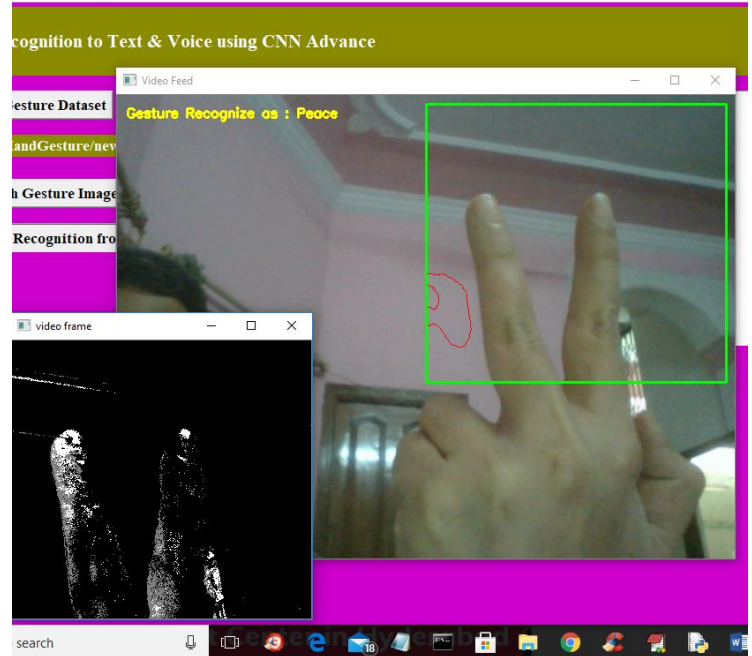 cognition to Text & Voice using CNN Advance
Video Feed
esture Dataset
Gesture Recognize as : Peace
andGesture/new
h Gesture Image
Recognition fro
video frame
search
18